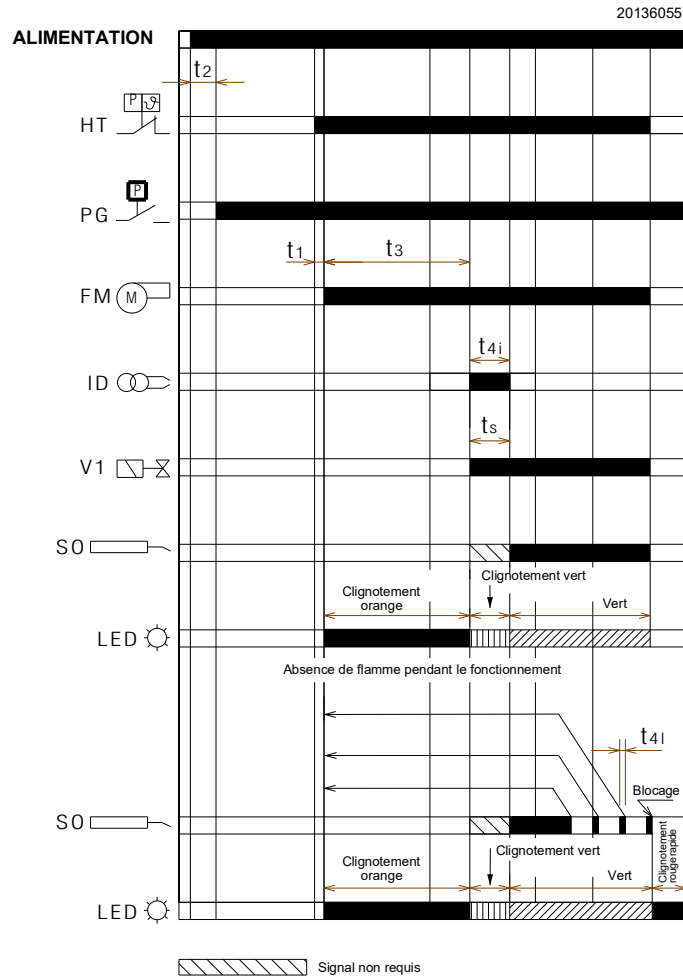 20136055
ALIMENTATION
t2
P ϑ
HT
P
PG
t1 t3
FM M
t4i
ID
ts
V1
SO
Clignotement orange
Clignotement vert
Vert
LED
Absence de flamme pendant le fonctionnement
t4l
Blocage
SO
Clignotement orange
Clignotement vert
Vert
Clignotement rouge rapide
LED
Signal non requis